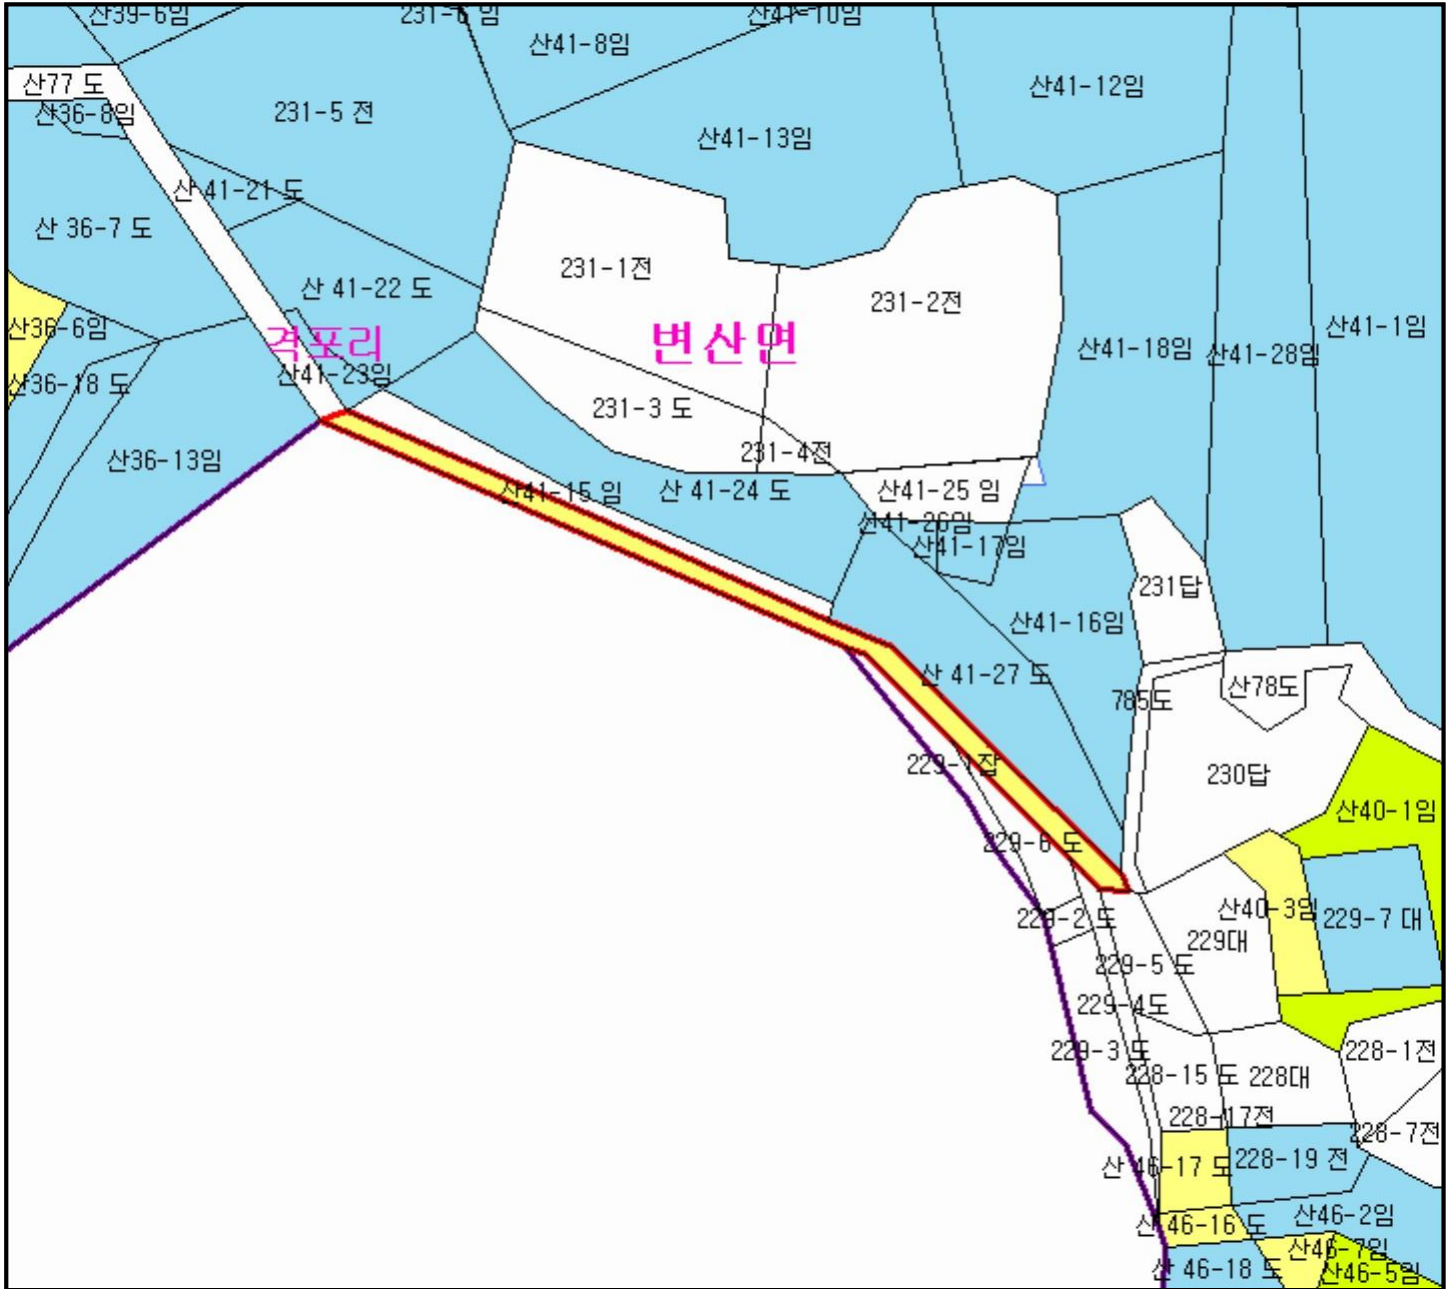 산39-6임
231-6 임
산41-10임
산41-8임
산77 도
산36-8임
231-5 전
산41-12임
산41-13임
산 41-21 도
산 36-7 도
산 41-22 도
231-1전
231-2전
산36-6임
격포리
변산면
산41-1임
산41-18임
산41-28임
산41-23임
산36-18 도
231-3 도
231-4전
산36-13임
산41-15 임
산 41-24 도
산41-25 임
산41-26임
산41-17임
231답
산41-16임
산 41-27 도
785도
산78도
229-1잡
230답
산40-1임
229-6 도
229-2 도
산40-3임
229-7 대
229대
229-5 도
229-4도
229-3 도
228-1전
228-15 도
228대
228-17전
228-7전
산 46-17 도
228-19 전
산 46-16 도
산46-2임
산46-7임
산 46-18 도
산46-5임